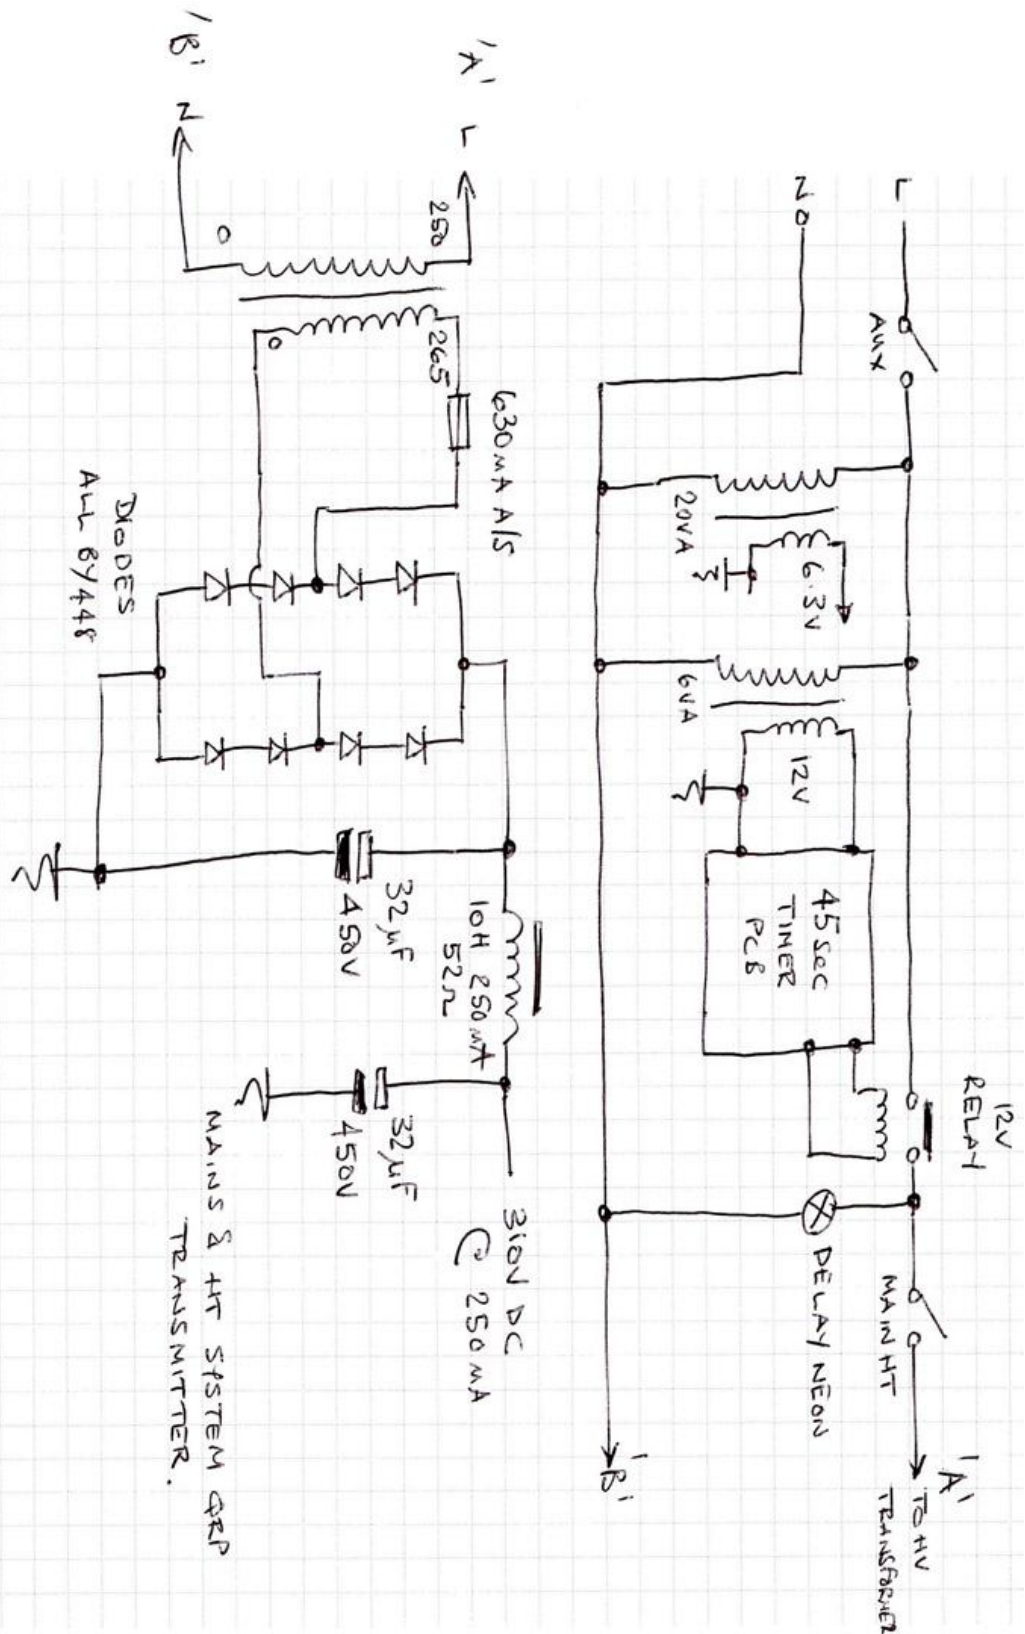 L
AUX
N
20VA
6.3V
6VA
12V
45 SEC
TIMER
PCB
12V
RELAY
DELAY NEON
MAIN HT
'A'
TO HV
TRANSFORMER
'B'
'A'
L
250
265
630mA A/S
'B'
N
DIODES
ALL BY448
32µF
450V
10H 250mA
52Ω
32µF
450V
310V DC
@ 250mA
MAINS & HT SYSTEM QRP
TRANSMITTER.